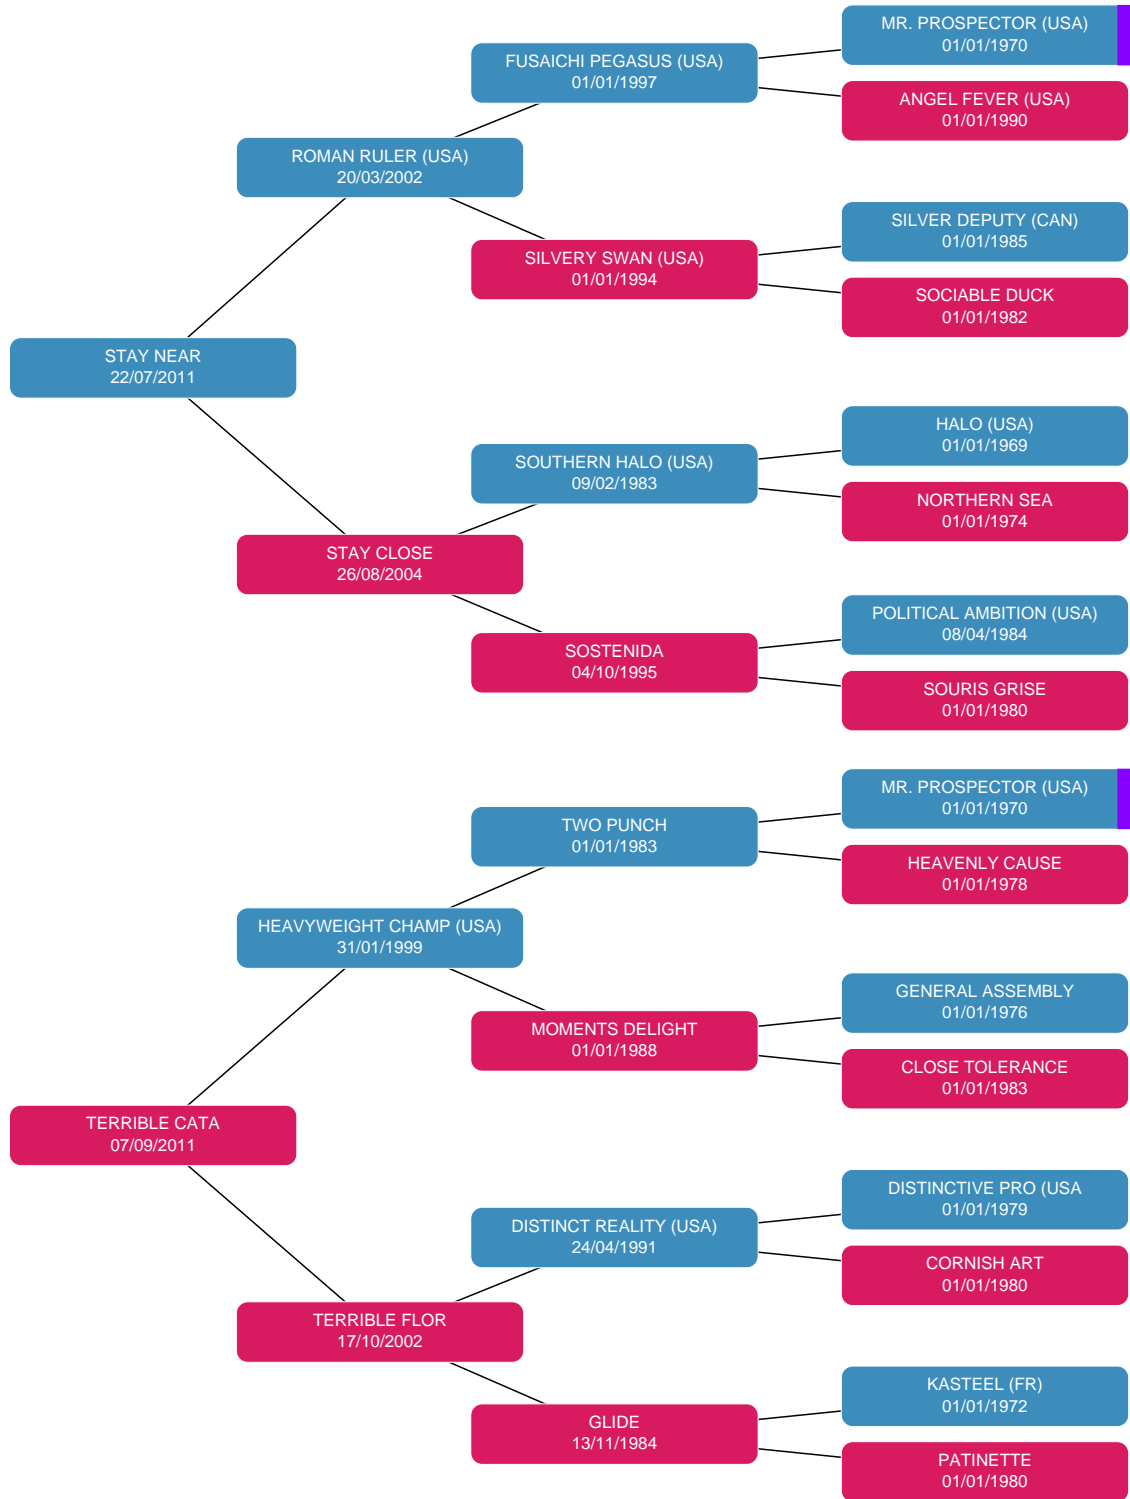 MR. PROSPECTOR (USA)
01/01/1970
FUSAICHI PEGASUS (USA)
01/01/1997
ANGEL FEVER (USA)
01/01/1990
ROMAN RULER (USA)
20/03/2002
SILVER DEPUTY (CAN)
01/01/1985
SILVERY SWAN (USA)
01/01/1994
SOCIABLE DUCK
01/01/1982
STAY NEAR
22/07/2011
HALO (USA)
01/01/1969
SOUTHERN HALO (USA)
09/02/1983
NORTHERN SEA
01/01/1974
STAY CLOSE
26/08/2004
POLITICAL AMBITION (USA)
08/04/1984
SOSTENIDA
04/10/1995
SOURIS GRISE
01/01/1980
MR. PROSPECTOR (USA)
01/01/1970
TWO PUNCH
01/01/1983
HEAVENLY CAUSE
01/01/1978
HEAVYWEIGHT CHAMP (USA)
31/01/1999
GENERAL ASSEMBLY
01/01/1976
MOMENTS DELIGHT
01/01/1988
CLOSE TOLERANCE
01/01/1983
TERRIBLE CATA
07/09/2011
DISTINCTIVE PRO (USA
01/01/1979
DISTINCT REALITY (USA)
24/04/1991
CORNISH ART
01/01/1980
TERRIBLE FLOR
17/10/2002
KASTEEL (FR)
01/01/1972
GLIDE
13/11/1984
PATINETTE
01/01/1980